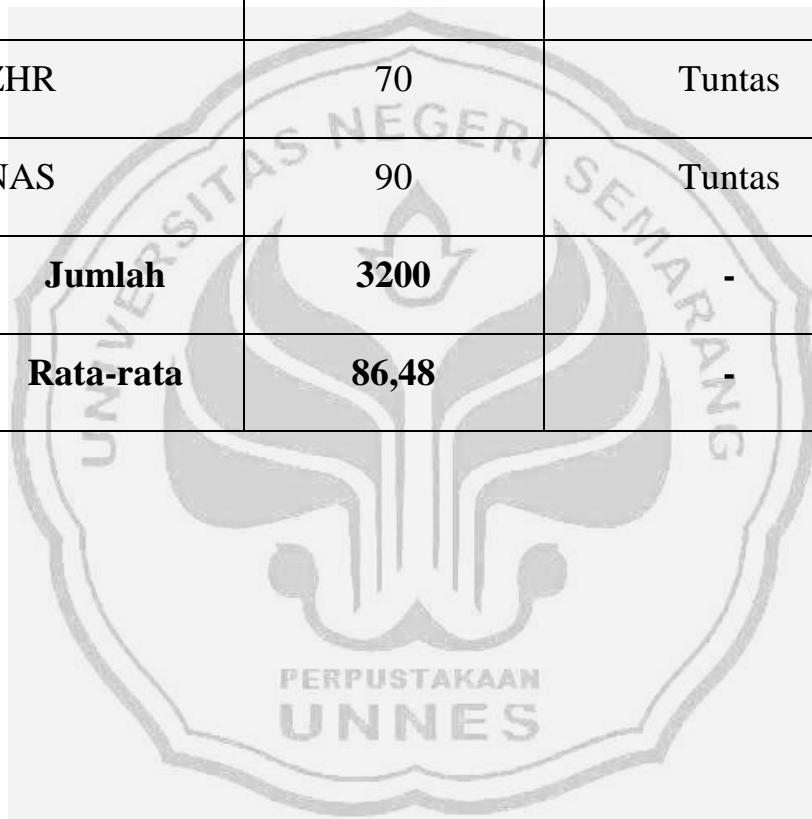 ZHR 70 Tuntas
NAS 90 Tuntas
Jumlah 3200 -
Rata-rata 86,48 -
UNIVERSITAS NEGERI SEMARANG
PERPUSTAKAAN
UNNES